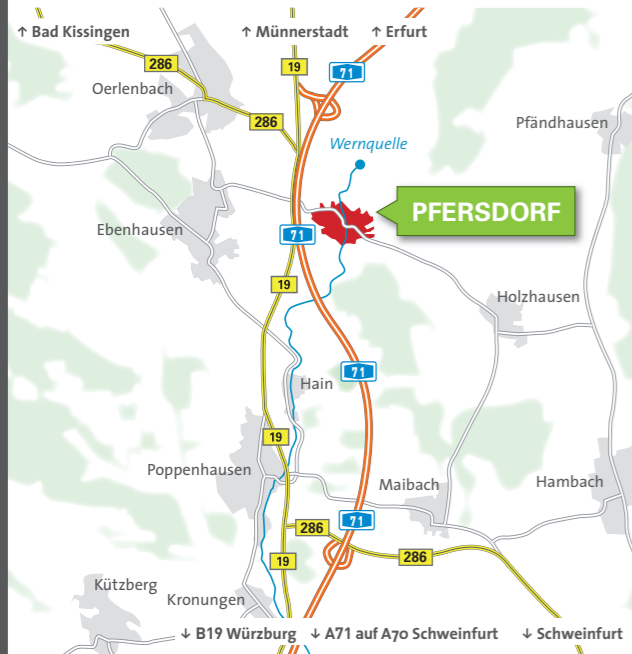 ↑ Bad Kissingen
↑ Münnerstadt
↑ Erfurt
286
19
71
Oerlenbach
286
Pfändhausen
Wernquelle
PFERSDORF
Ebenhausen
71
19
Holzhausen
71
Hain
19
Poppenhausen
Maibach
Hambach
71
286
286
19
Kützberg
Kronungen
↓ B19 Würzburg
↓ A71 auf A70 Schweinfurt
↓ Schweinfurt